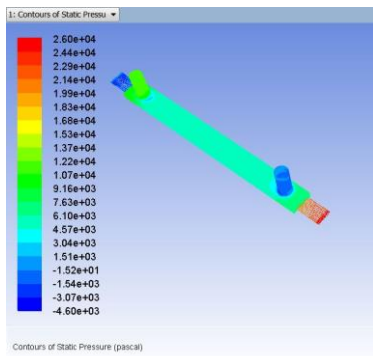 1: Contours of Static Pressu
2.60e+04
2.44e+04
2.29e+04
2.14e+04
1.99e+04
1.83e+04
1.68e+04
1.53e+04
1.37e+04
1.22e+04
1.07e+04
9.16e+03
7.63e+03
6.10e+03
4.57e+03
3.04e+03
1.51e+03
-1.52e+01
-1.54e+03
-3.07e+03
-4.60e+03
Contours of Static Pressure (pascal)